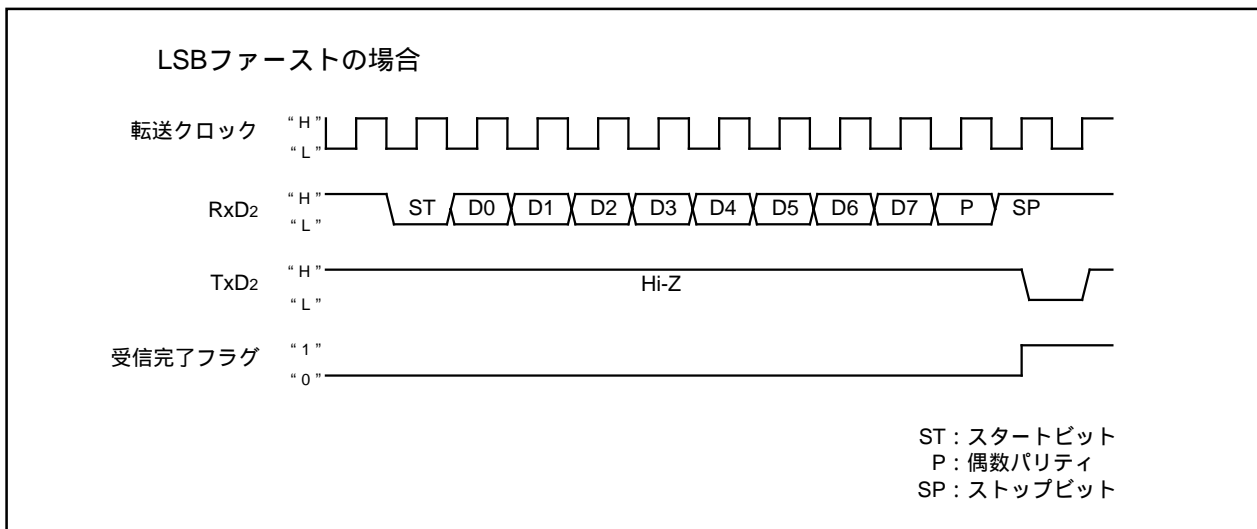 LSBファーストの場合
転送クロック
“ H ”
“ L ”
RxD2
“ H ”
“ L ”
ST D0 D1 D2 D3 D4 D5 D6 D7 P SP
TxD2
“ H ”
“ L ”
Hi-Z
受信完了フラグ
“ 1 ”
“ 0 ”
ST : スタートビット
P : 偶数パリティ
SP : ストップビット